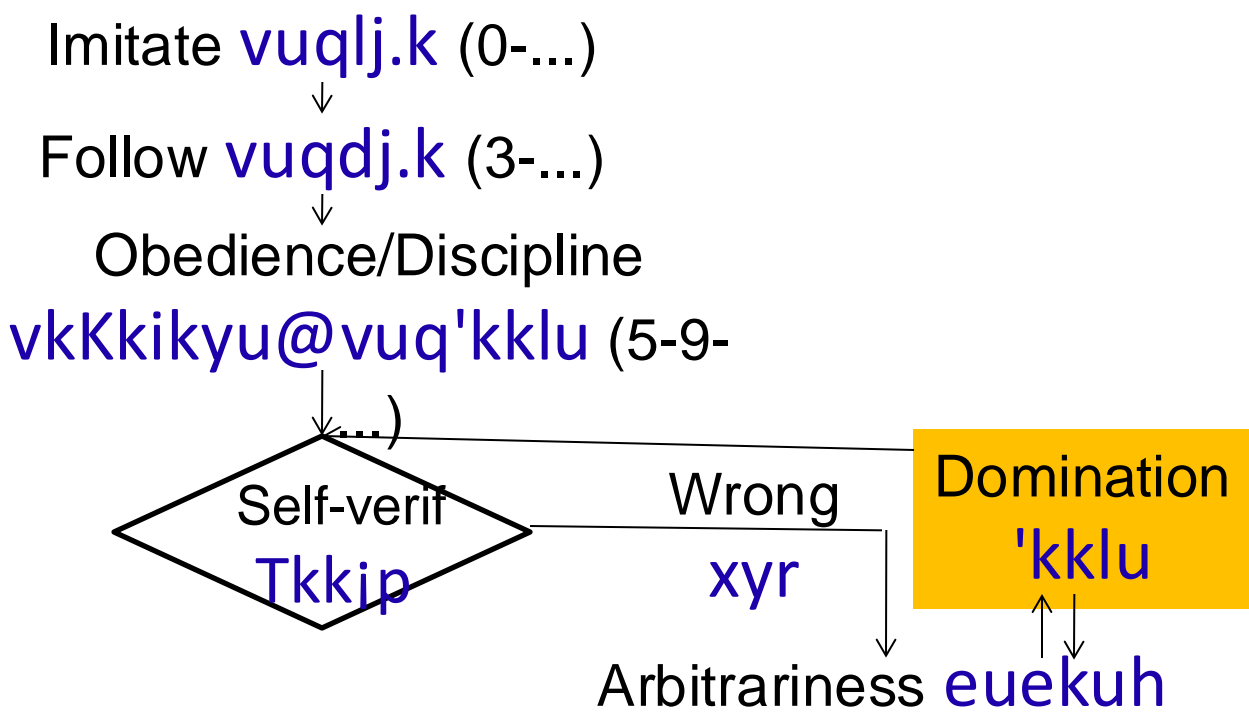 Imitate vuqlj.k (0-...)
Follow vuqdj.k (3-...)
Obedience/Discipline
vkKkikyu@vuq'kklu (5-9-
...)
Self-verif
Tkkjp
Wrong
xyr
Domination
'kklu
Arbitrariness euekuh